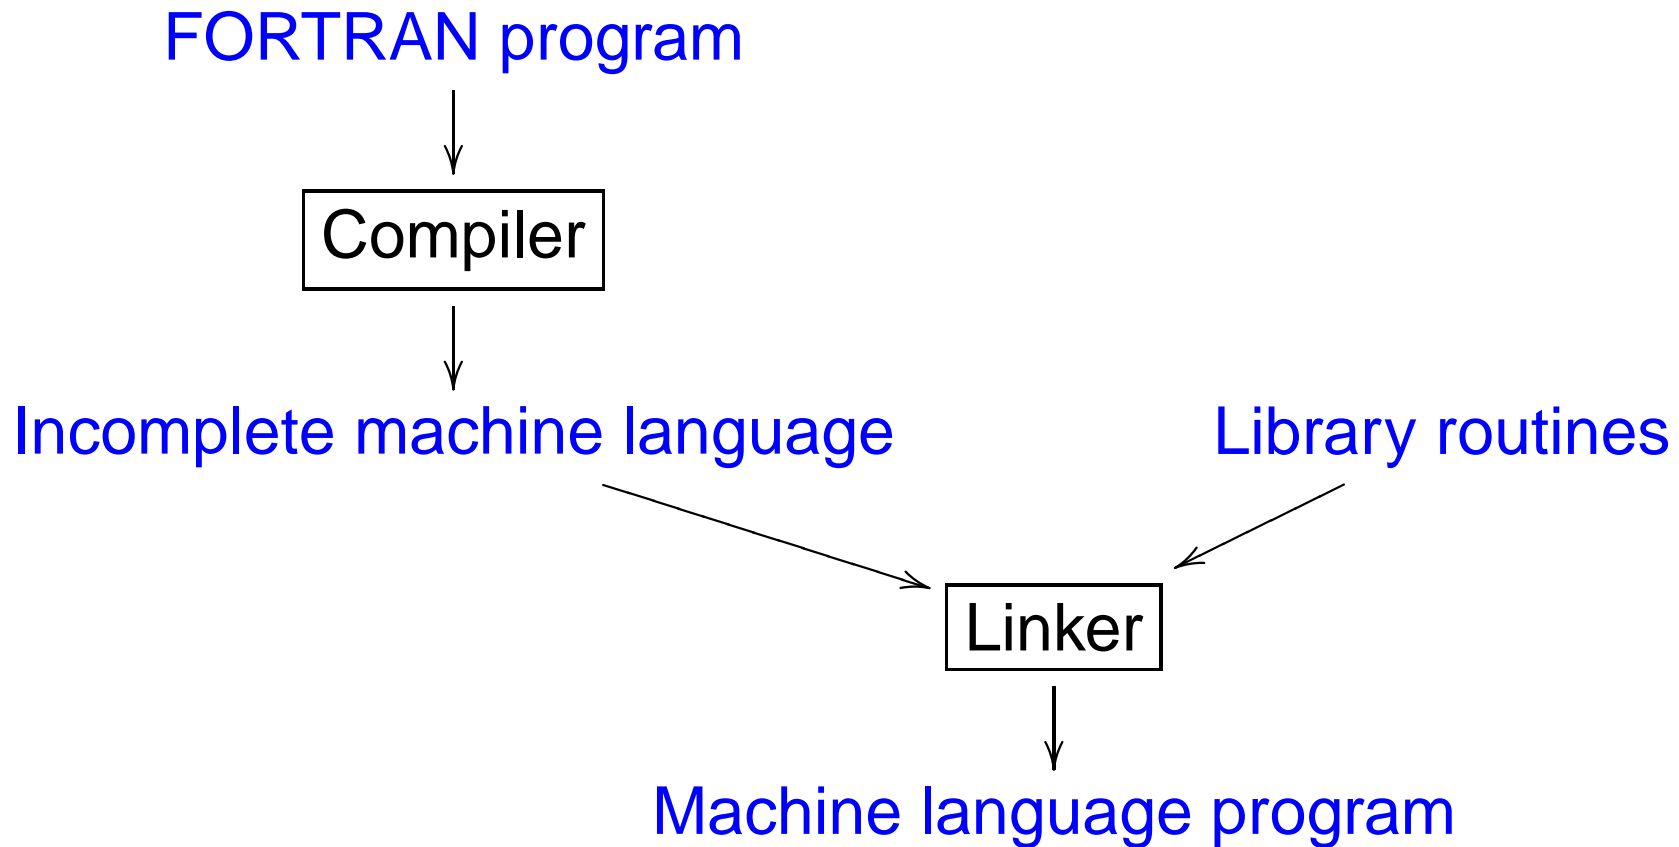 FORTRAN program
Compiler
Incomplete machine language
Library routines
Linker
Machine language program